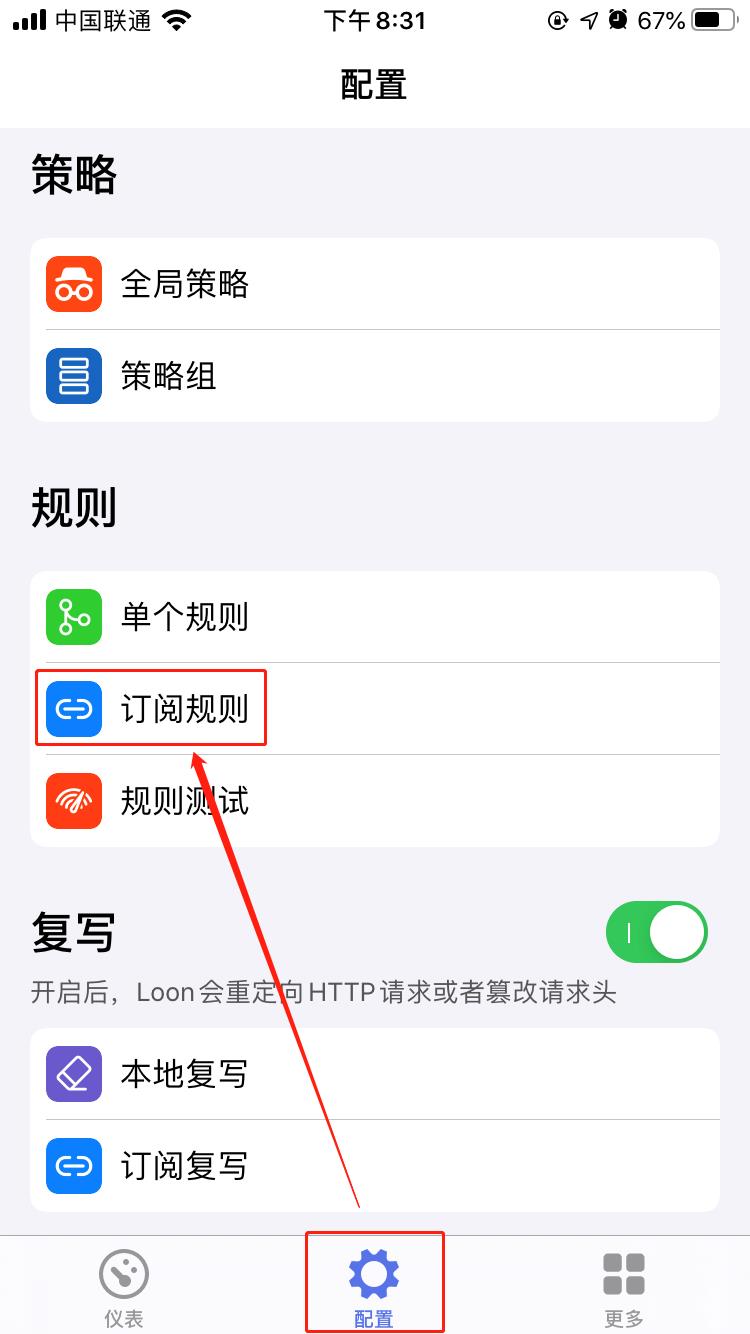 中国联通 下午8:31 67%
配置
策略
全局策略
策略组
规则
单个规则
订阅规则
规则测试
复写
开启后，Loon会重定向HTTP请求或者篡改请求头
本地复写
订阅复写
仪表 配置 更多